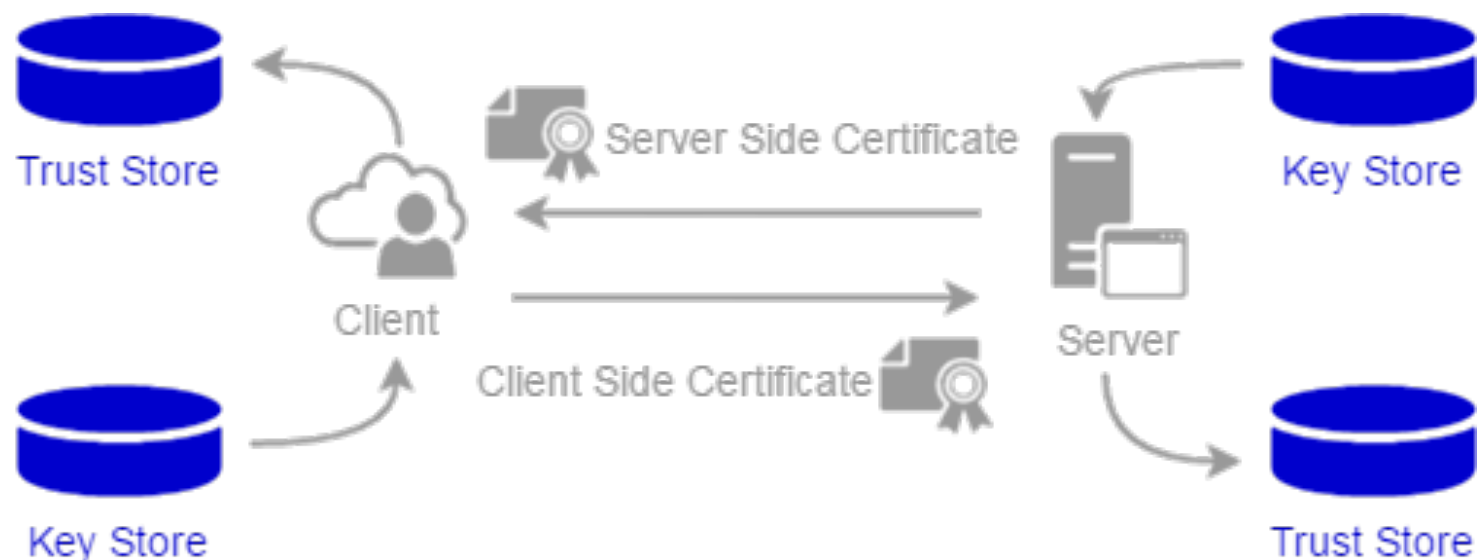 Server Side Certificate
Trust Store
Key Store
Client
Server
Client Side Certificate
Key Store
Trust Store